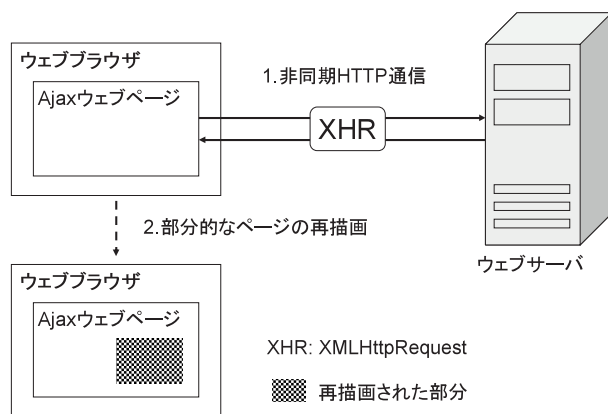 ウェブブラウザ
Ajaxウェブページ
1.非同期HTTP通信
XHR
2.部分的なページの再描画
ウェブサーバ
ウェブブラウザ
Ajaxウェブページ
XHR: XMLHttpRequest
再描画された部分